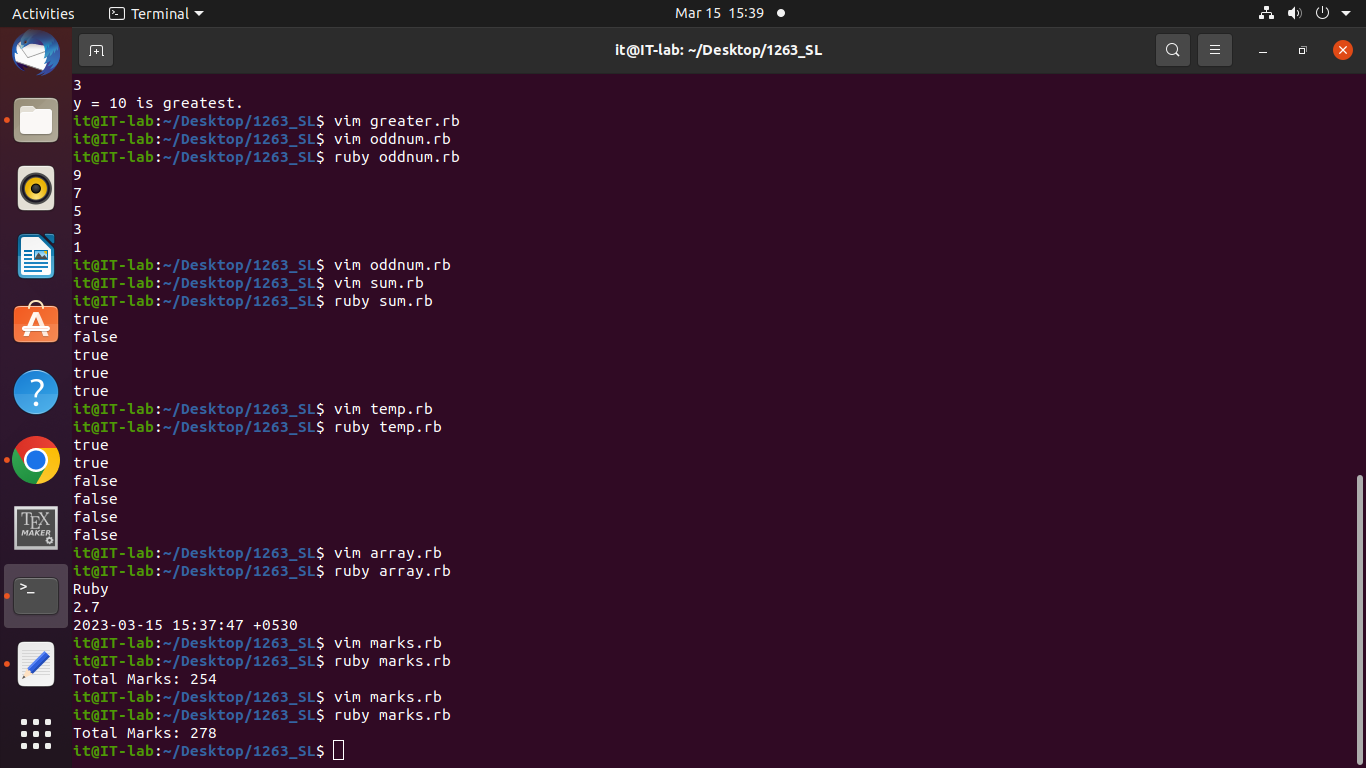 Activities
Terminal
Mar 15 15:39
it@IT-lab: ~/Desktop/1263_SL
3
y = 10 is greatest.
it@IT-lab:~/Desktop/1263_SL$ vim greater.rb
it@IT-lab:~/Desktop/1263_SL$ vim oddnum.rb
it@IT-lab:~/Desktop/1263_SL$ ruby oddnum.rb
9
7
5
3
1
it@IT-lab:~/Desktop/1263_SL$ vim oddnum.rb
it@IT-lab:~/Desktop/1263_SL$ vim sum.rb
it@IT-lab:~/Desktop/1263_SL$ ruby sum.rb
true
false
true
true
true
it@IT-lab:~/Desktop/1263_SL$ vim temp.rb
it@IT-lab:~/Desktop/1263_SL$ ruby temp.rb
true
true
false
false
false
false
it@IT-lab:~/Desktop/1263_SL$ vim array.rb
it@IT-lab:~/Desktop/1263_SL$ ruby array.rb
Ruby
2.7
2023-03-15 15:37:47 +0530
it@IT-lab:~/Desktop/1263_SL$ vim marks.rb
it@IT-lab:~/Desktop/1263_SL$ ruby marks.rb
Total Marks: 254
it@IT-lab:~/Desktop/1263_SL$ vim marks.rb
it@IT-lab:~/Desktop/1263_SL$ ruby marks.rb
Total Marks: 278
it@IT-lab:~/Desktop/1263_SL$
TEX
MAKER
>_